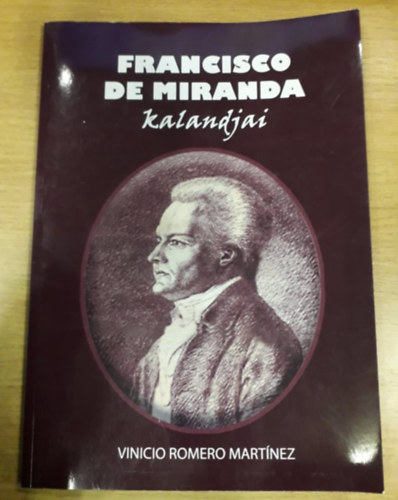 FRANCISCO
DE MIRANDA
kalandjai
VINICIO ROMERO MARTÍNEZ